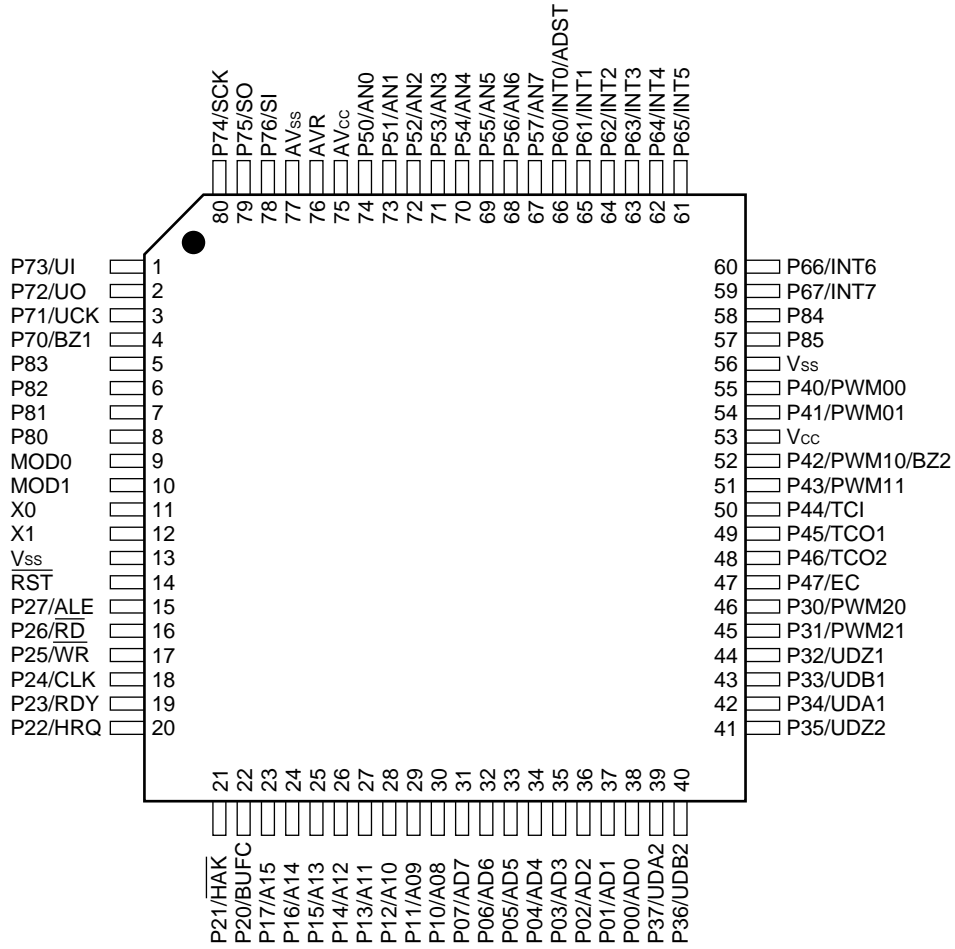 P74/SCK
P75/SO
P76/SI
AVss
AVR
AVcc
P50/AN0
P51/AN1
P52/AN2
P53/AN3
P54/AN4
P55/AN5
P56/AN6
P57/AN7
P60/INT0/ADST
P61/INT1
P62/INT2
P63/INT3
P64/INT4
P65/INT5
80
79
78
77
76
75
74
73
72
71
70
69
68
67
66
65
64
63
62
61
P73/UI 1
P72/UO 2
P71/UCK 3
P70/BZ1 4
P83 5
P82 6
P81 7
P80 8
MOD0 9
MOD1 10
X0 11
X1 12
Vss 13
RST 14
P27/ALE 15
P26/RD 16
P25/WR 17
P24/CLK 18
P23/RDY 19
P22/HRQ 20
60 P66/INT6
59 P67/INT7
58 P84
57 P85
56 Vss
55 P40/PWM00
54 P41/PWM01
53 Vcc
52 P42/PWM10/BZ2
51 P43/PWM11
50 P44/TCI
49 P45/TCO1
48 P46/TCO2
47 P47/EC
46 P30/PWM20
45 P31/PWM21
44 P32/UDZ1
43 P33/UDB1
42 P34/UDA1
41 P35/UDZ2
21
22
23
24
25
26
27
28
29
30
31
32
33
34
35
36
37
38
39
40
P21/HAK
P20/BUFC
P17/A15
P16/A14
P15/A13
P14/A12
P13/A11
P12/A10
P11/A09
P10/A08
P07/AD7
P06/AD6
P05/AD5
P04/AD4
P03/AD3
P02/AD2
P01/AD1
P00/AD0
P37/UDA2
P36/UDB2